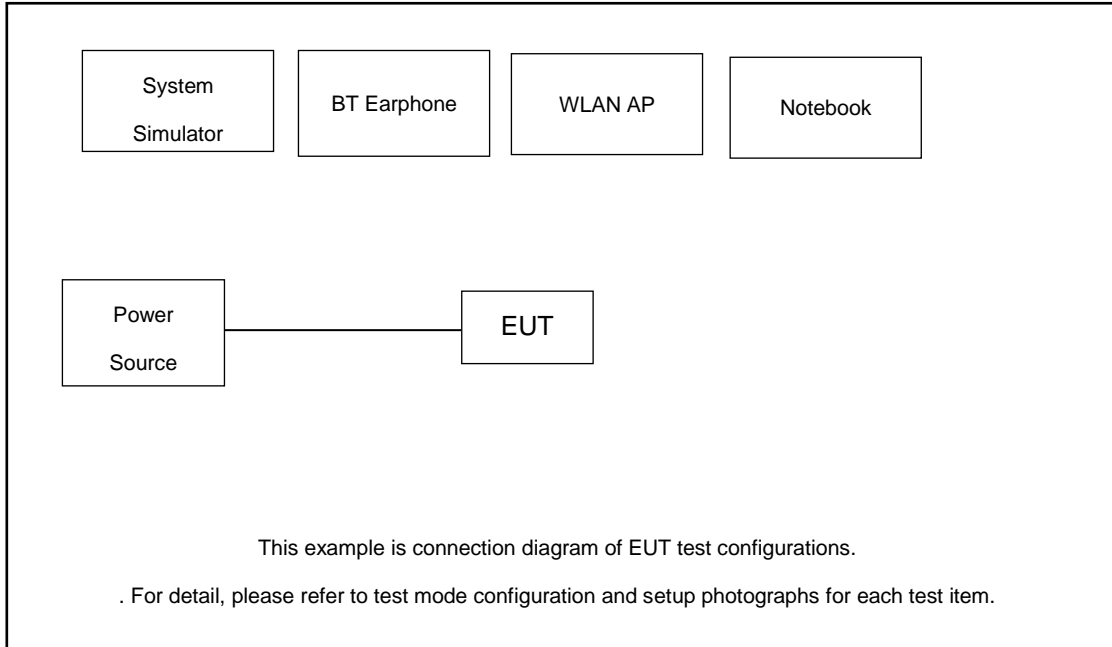 System
Simulator
BT Earphone
WLAN AP
Notebook
Power
Source
EUT
This example is connection diagram of EUT test configurations.
. For detail, please refer to test mode configuration and setup photographs for each test item.